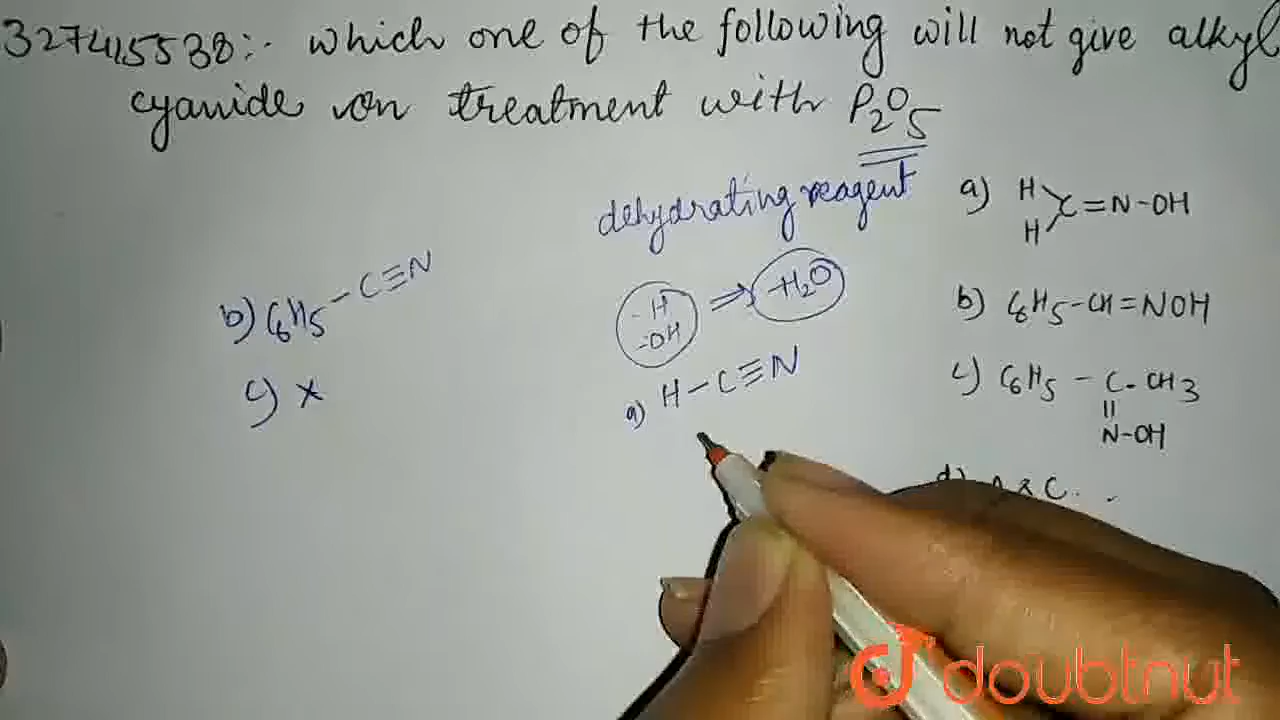 327415538:- which one of the following will not give alkyl
cyanide on treatment with P2O5
dehydrating reagent
-H
-OH
⇒ -H2O
a) H-C≡N
b) C6H5-C≡N
c) x
a) H
H
C=N-OH
b) C6H5-CH=NOH
c) C6H5-C-CH3
||
N-OH
d) A & C.
doubtnut